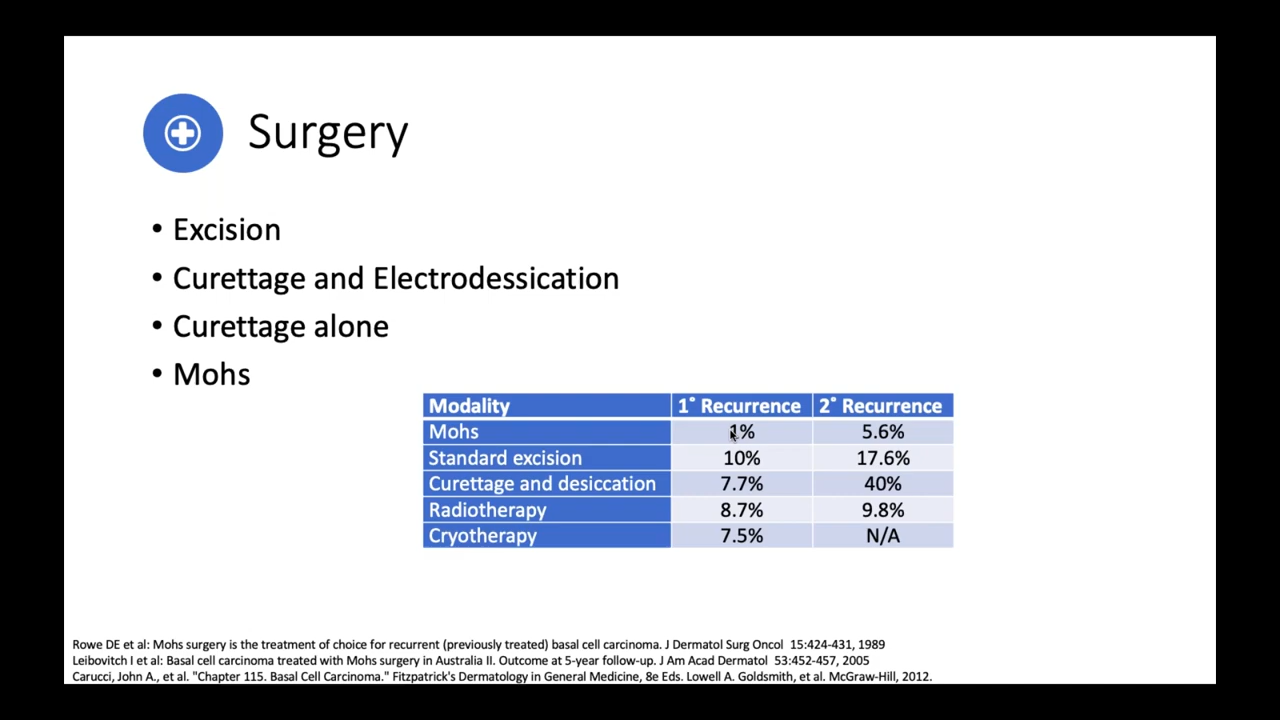 Surgery
• Excision
• Curettage and Electrodessication
• Curettage alone
• Mohs
Modality 1˚ Recurrence 2˚ Recurrence
Mohs 1% 5.6%
Standard excision 10% 17.6%
Curettage and desiccation 7.7% 40%
Radiotherapy 8.7% 9.8%
Cryotherapy 7.5% N/A
Rowe DE et al: Mohs surgery is the treatment of choice for recurrent (previously treated) basal cell carcinoma. J Dermatol Surg Oncol 15:424-431, 1989
Leibovitch I et al: Basal cell carcinoma treated with Mohs surgery in Australia II. Outcome at 5-year follow-up. J Am Acad Dermatol 53:452-457, 2005
Carucci, John A., et al. "Chapter 115. Basal Cell Carcinoma." Fitzpatrick's Dermatology in General Medicine, 8e Eds. Lowell A. Goldsmith, et al. McGraw-Hill, 2012.